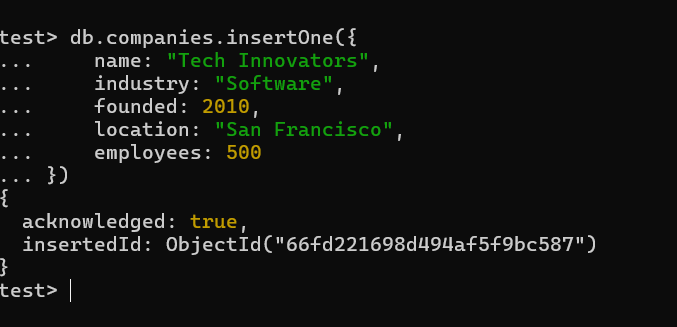 test> db.companies.insertOne({
...     name: "Tech Innovators",
...     industry: "Software",
...     founded: 2010,
...     location: "San Francisco",
...     employees: 500
... })
{
  acknowledged: true,
  insertedId: ObjectId("66fd221698d494af5f9bc587")
}
test>